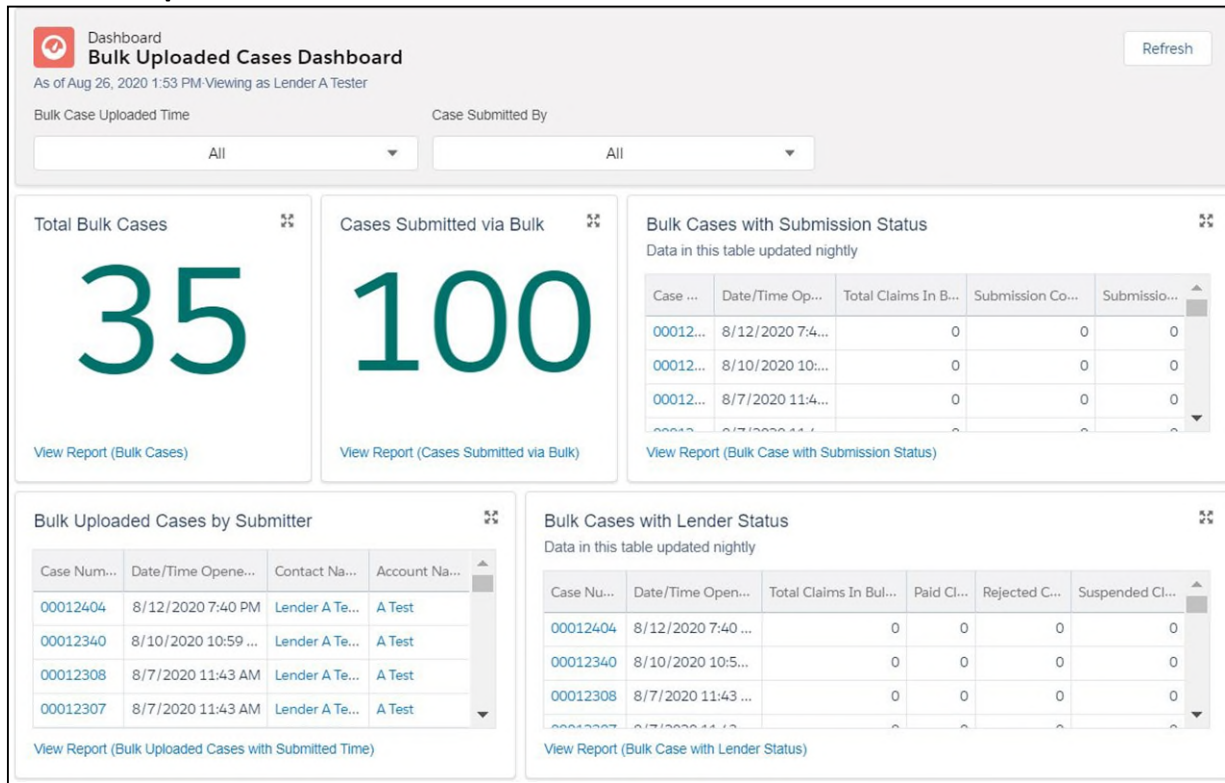 Dashboard
Bulk Uploaded Cases Dashboard
Refresh
As of Aug 26, 2020 1:53 PM·Viewing as Lender A Tester
Bulk Case Uploaded Time
Case Submitted By
All
All
Total Bulk Cases
35
View Report (Bulk Cases)
Cases Submitted via Bulk
100
View Report (Cases Submitted via Bulk)
Bulk Cases with Submission Status
Data in this table updated nightly
Case ... Date/Time Op... Total Claims In B... Submission Co... Submissio...
00012... 8/12/2020 7:4... 0 0 0
00012... 8/10/2020 10:... 0 0 0
00012... 8/7/2020 11:4... 0 0 0
View Report (Bulk Case with Submission Status)
Bulk Uploaded Cases by Submitter
Case Num... Date/Time Opene... Contact Na... Account Na...
00012404 8/12/2020 7:40 PM Lender A Te... A Test
00012340 8/10/2020 10:59 ... Lender A Te... A Test
00012308 8/7/2020 11:43 AM Lender A Te... A Test
00012307 8/7/2020 11:43 AM Lender A Te... A Test
View Report (Bulk Uploaded Cases with Submitted Time)
Bulk Cases with Lender Status
Data in this table updated nightly
Case Nu... Date/Time Open... Total Claims In Bul... Paid Cl... Rejected C... Suspended Cl...
00012404 8/12/2020 7:40 ... 0 0 0 0
00012340 8/10/2020 10:5... 0 0 0 0
00012308 8/7/2020 11:43 ... 0 0 0 0
View Report (Bulk Case with Lender Status)